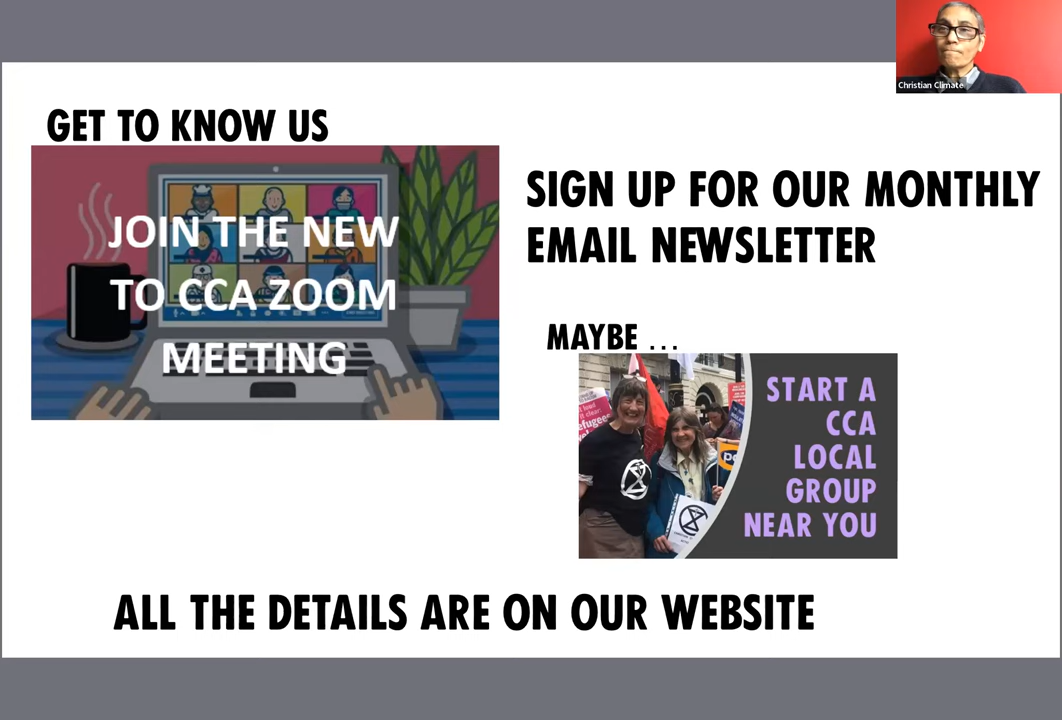 Christian Climate
GET TO KNOW US
JOIN THE NEW
TO CCA ZOOM
MEETING
SIGN UP FOR OUR MONTHLY
EMAIL NEWSLETTER
MAYBE ...
START A
CCA
LOCAL
GROUP
NEAR YOU
ALL THE DETAILS ARE ON OUR WEBSITE